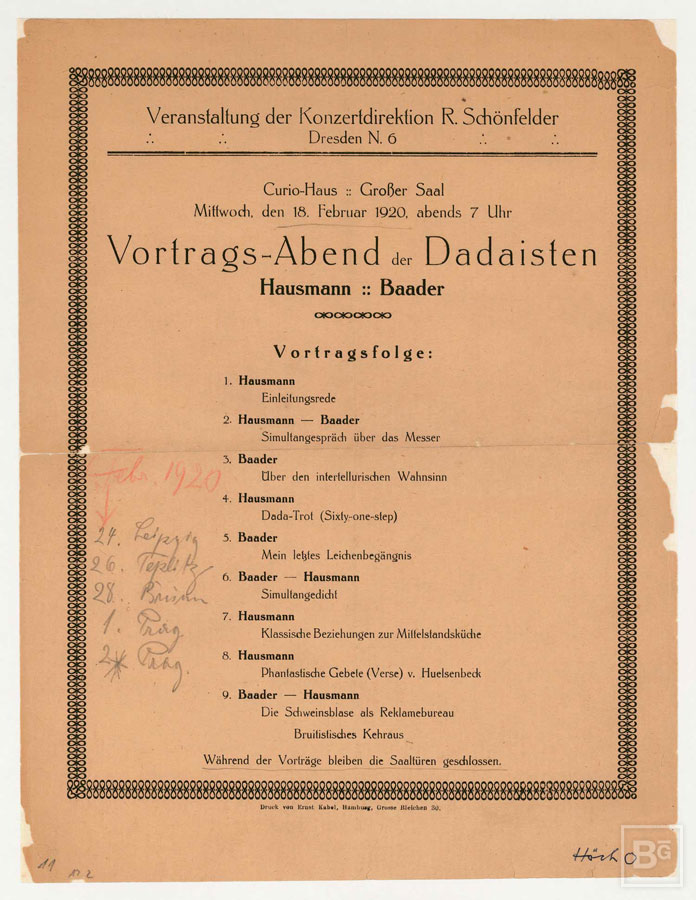 Veranstaltung der Konzertdirektion R. Schönfelder
Dresden N. 6
Curio-Haus :: Großer Saal
Mittwoch, den 18. Februar 1920, abends 7 Uhr
Vortrags-Abend der Dadaisten
Hausmann :: Baader
Vortragsfolge:
1. Hausmann
Einleitungsrede
2. Hausmann — Baader
Simultangespräch über das Messer
3. Baader
Über den intertellurischen Wahnsinn
4. Hausmann
Dada-Trot (Sixty-one-step)
5. Baader
Mein letztes Leichenbegängnis
6. Baader — Hausmann
Simultangedicht
7. Hausmann
Klassische Beziehungen zur Mittelstandsküche
8. Hausmann
Phantastische Gebete (Verse) v. Huelsenbeck
9. Baader — Hausmann
Die Schweinsblase als Reklamebureau
Bruitistisches Kehraus
Während der Vorträge bleiben die Saaltüren geschlossen.
Druck von Ernst Kabel, Hamburg, Grosse Bleichen 30.
Febr. 1920
24. Leipzig
26. Teplitz
28. Brünn
1. Prag
2. Prag.
11
Höch
BG